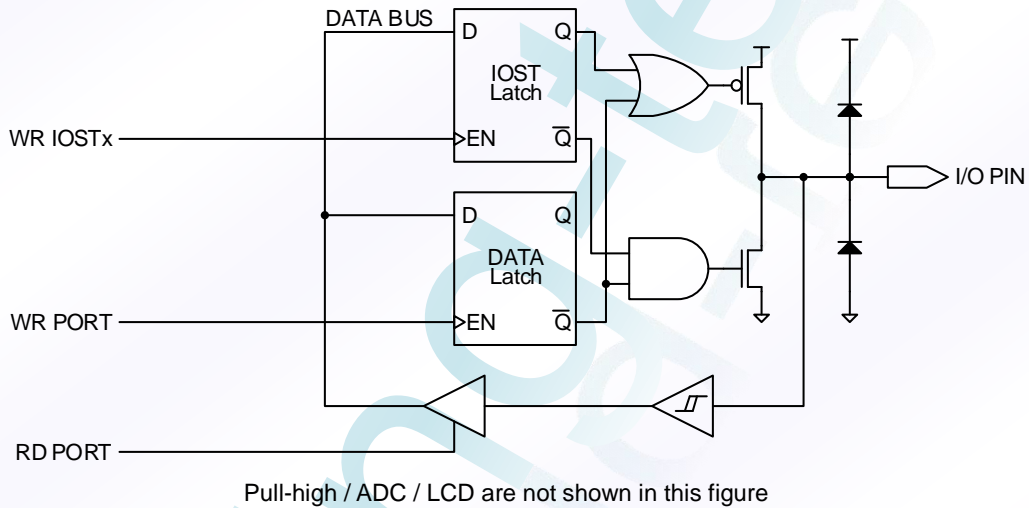 DATA BUS
D
Q
IOST
Latch
WR IOSTx
EN
Q
I/O PIN
D
Q
DATA
Latch
WR PORT
EN
Q
RD PORT
Pull-high / ADC / LCD are not shown in this figure